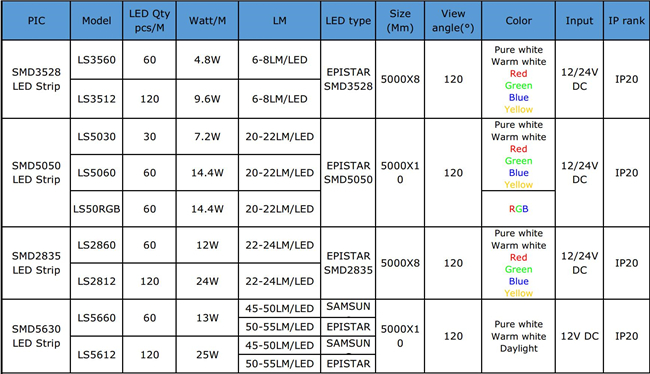 PIC Model LED Qty pcs/M Watt/M LM LED type Size (Mm) View angle(°) Color Input IP rank
SMD3528 LED Strip
LS3560 60 4.8W 6-8LM/LED
LS3512 120 9.6W 6-8LM/LED
EPISTAR SMD3528
5000X8
120
Pure white
Warm white
Red
Green
Blue
Yellow
12/24V DC
IP20
SMD5050 LED Strip
LS5030 30 7.2W 20-22LM/LED
LS5060 60 14.4W 20-22LM/LED
LS50RGB 60 14.4W 20-22LM/LED
EPISTAR SMD5050
5000X10
120
Pure white
Warm white
Red
Green
Blue
Yellow
RGB
12/24V DC
IP20
SMD2835 LED Strip
LS2860 60 12W 22-24LM/LED
LS2812 120 24W 22-24LM/LED
EPISTAR SMD2835
5000X8
120
Pure white
Warm white
Red
Green
Blue
Yellow
12/24V DC
IP20
SMD5630 LED Strip
LS5660 60 13W
45-50LM/LED SAMSUN
50-55LM/LED EPISTAR
LS5612 120 25W
45-50LM/LED SAMSUN
50-55LM/LED EPISTAR
5000X10
120
Pure white
Warm white
Daylight
12V DC
IP20